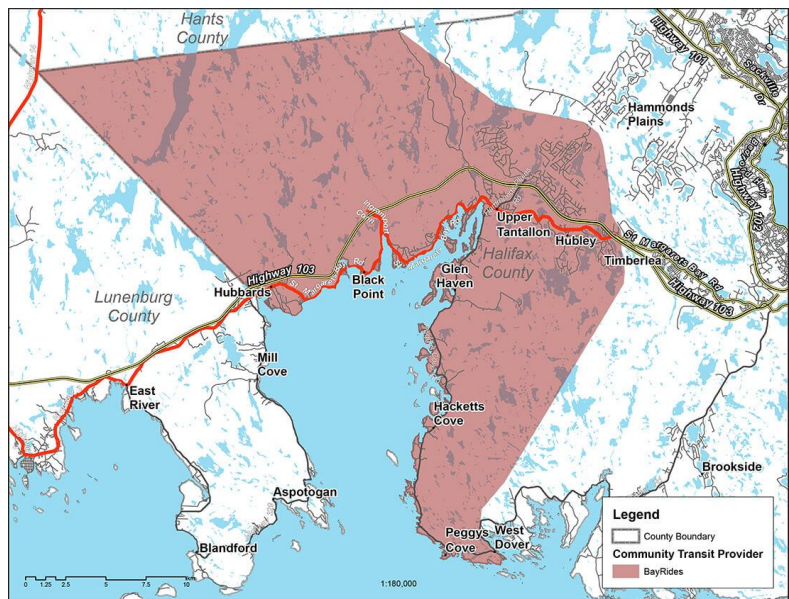 Hants
County
Highway 101
Sackville
Dr
Hammonds
Plains
Highway 102
Upper
Tantallon
Hubley
St Margarets Bay Rd
Timberlea
Highway 103
Halifax
County
Glen
Haven
Highway 103
Black
Point
Hubbards
Lunenburg
County
Mill
Cove
East
River
Hacketts
Cove
Aspotogan
Blandford
Peggys
Cove
West
Dover
Brookside
Legend
County Boundary
Community Transit Provider
BayRides
0 1.25 2.5 5 7.5 10
1:180,000